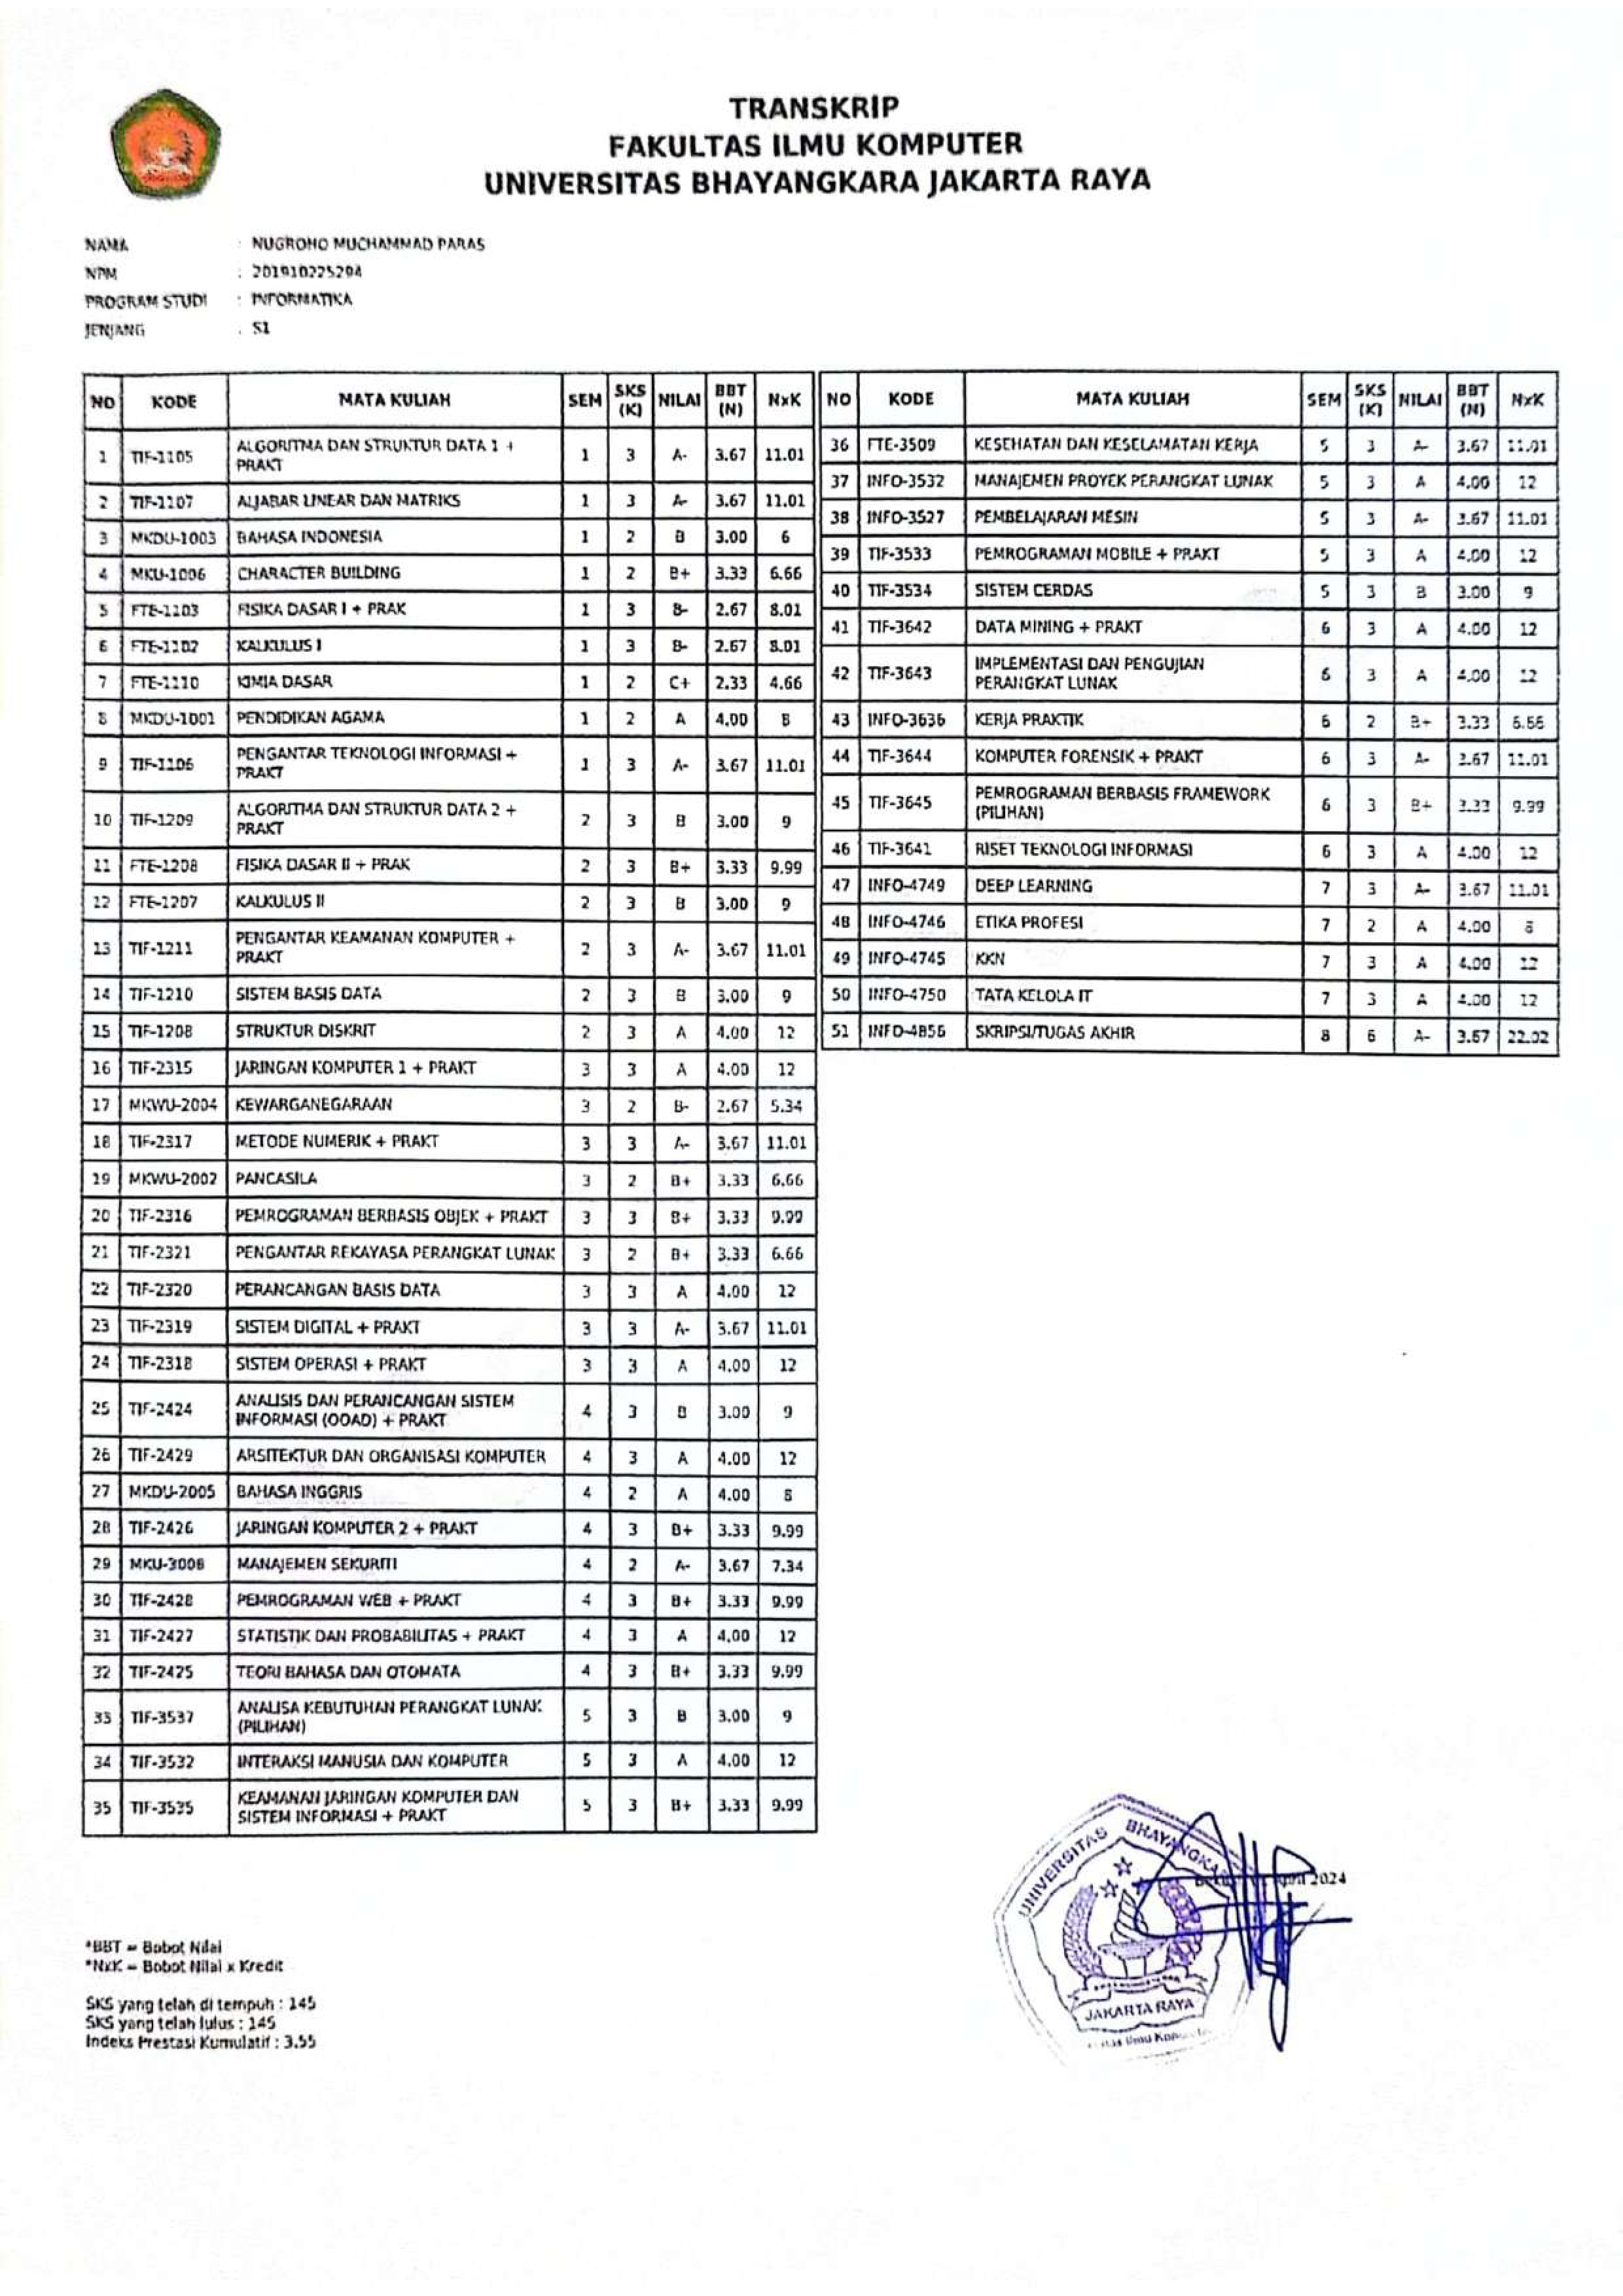 TRANSKRIP
FAKULTAS ILMU KOMPUTER
UNIVERSITAS BHAYANGKARA JAKARTA RAYA
NAMA : NUGROHO MUCHAMMAD PARAS
NPM : 201910225294
PROGRAM STUDI : INFORMATIKA
JENJANG : S1
NO KODE MATA KULIAH SEM SKS (K) NILAI BBT (N) NxK
1 TIF-1105 ALGORITMA DAN STRUKTUR DATA 1 + PRAKT 1 3 A- 3.67 11.01
2 TIF-1107 ALJABAR LINEAR DAN MATRIKS 1 3 A- 3.67 11.01
3 MKDU-1003 BAHASA INDONESIA 1 2 B 3.00 6
4 MKU-1006 CHARACTER BUILDING 1 2 B+ 3.33 6.66
5 FTE-1103 FISIKA DASAR I + PRAK 1 3 B- 2.67 8.01
6 FTE-1102 KALKULUS I 1 3 B- 2.67 8.01
7 FTE-1110 KIMIA DASAR 1 2 C+ 2.33 4.66
8 MKDU-1001 PENDIDIKAN AGAMA 1 2 A 4.00 8
9 TIF-1106 PENGANTAR TEKNOLOGI INFORMASI + PRAKT 1 3 A- 3.67 11.01
10 TIF-1209 ALGORITMA DAN STRUKTUR DATA 2 + PRAKT 2 3 B 3.00 9
11 FTE-1208 FISIKA DASAR II + PRAK 2 3 B+ 3.33 9.99
12 FTE-1207 KALKULUS II 2 3 B 3.00 9
13 TIF-1211 PENGANTAR KEAMANAN KOMPUTER + PRAKT 2 3 A- 3.67 11.01
14 TIF-1210 SISTEM BASIS DATA 2 3 B 3.00 9
15 TIF-1208 STRUKTUR DISKRIT 2 3 A 4.00 12
16 TIF-2315 JARINGAN KOMPUTER 1 + PRAKT 3 3 A 4.00 12
17 MKWU-2004 KEWARGANEGARAAN 3 2 B- 2.67 5.34
18 TIF-2317 METODE NUMERIK + PRAKT 3 3 A- 3.67 11.01
19 MKWU-2002 PANCASILA 3 2 B+ 3.33 6.66
20 TIF-2316 PEMROGRAMAN BERBASIS OBJEK + PRAKT 3 3 B+ 3.33 9.99
21 TIF-2321 PENGANTAR REKAYASA PERANGKAT LUNAK 3 2 B+ 3.33 6.66
22 TIF-2320 PERANCANGAN BASIS DATA 3 3 A 4.00 12
23 TIF-2319 SISTEM DIGITAL + PRAKT 3 3 A- 3.67 11.01
24 TIF-2318 SISTEM OPERASI + PRAKT 3 3 A 4.00 12
25 TIF-2424 ANALISIS DAN PERANCANGAN SISTEM INFORMASI (OOAD) + PRAKT 4 3 B 3.00 9
26 TIF-2429 ARSITEKTUR DAN ORGANISASI KOMPUTER 4 3 A 4.00 12
27 MKDU-2005 BAHASA INGGRIS 4 2 A 4.00 8
28 TIF-2426 JARINGAN KOMPUTER 2 + PRAKT 4 3 B+ 3.33 9.99
29 MKU-3008 MANAJEMEN SEKURITI 4 2 A- 3.67 7.34
30 TIF-2428 PEMROGRAMAN WEB + PRAKT 4 3 B+ 3.33 9.99
31 TIF-2427 STATISTIK DAN PROBABILITAS + PRAKT 4 3 A 4.00 12
32 TIF-2425 TEORI BAHASA DAN OTOMATA 4 3 B+ 3.33 9.99
33 TIF-3537 ANALISA KEBUTUHAN PERANGKAT LUNAK (PILIHAN) 5 3 B 3.00 9
34 TIF-3532 INTERAKSI MANUSIA DAN KOMPUTER 5 3 A 4.00 12
35 TIF-3535 KEAMANAN JARINGAN KOMPUTER DAN SISTEM INFORMASI + PRAKT 5 3 B+ 3.33 9.99
NO KODE MATA KULIAH SEM SKS (K) NILAI BBT (N) NxK
36 FTE-3509 KESEHATAN DAN KESELAMATAN KERJA 5 3 A- 3.67 11.01
37 INFO-3532 MANAJEMEN PROYEK PERANGKAT LUNAK 5 3 A 4.00 12
38 INFO-3527 PEMBELAJARAN MESIN 5 3 A- 3.67 11.01
39 TIF-3533 PEMROGRAMAN MOBILE + PRAKT 5 3 A 4.00 12
40 TIF-3534 SISTEM CERDAS 5 3 B 3.00 9
41 TIF-3642 DATA MINING + PRAKT 6 3 A 4.00 12
42 TIF-3643 IMPLEMENTASI DAN PENGUJIAN PERANGKAT LUNAK 6 3 A 4.00 12
43 INFO-3636 KERJA PRAKTIK 6 2 B+ 3.33 6.66
44 TIF-3644 KOMPUTER FORENSIK + PRAKT 6 3 A- 3.67 11.01
45 TIF-3645 PEMROGRAMAN BERBASIS FRAMEWORK (PILIHAN) 6 3 B+ 3.33 9.99
46 TIF-3641 RISET TEKNOLOGI INFORMASI 6 3 A 4.00 12
47 INFO-4749 DEEP LEARNING 7 3 A- 3.67 11.01
48 INFO-4746 ETIKA PROFESI 7 2 A 4.00 8
49 INFO-4745 KKN 7 3 A 4.00 12
50 INFO-4750 TATA KELOLA IT 7 3 A 4.00 12
51 INFO-4856 SKRIPSI/TUGAS AKHIR 8 6 A- 3.67 22.02
2024
UNIVERSITAS BHAYANGKARA
JAKARTA RAYA
*BBT = Bobot Nilai
*NxK = Bobot Nilai x Kredit
SKS yang telah di tempuh : 145
SKS yang telah lulus : 145
Indeks Prestasi Kumulatif : 3.55